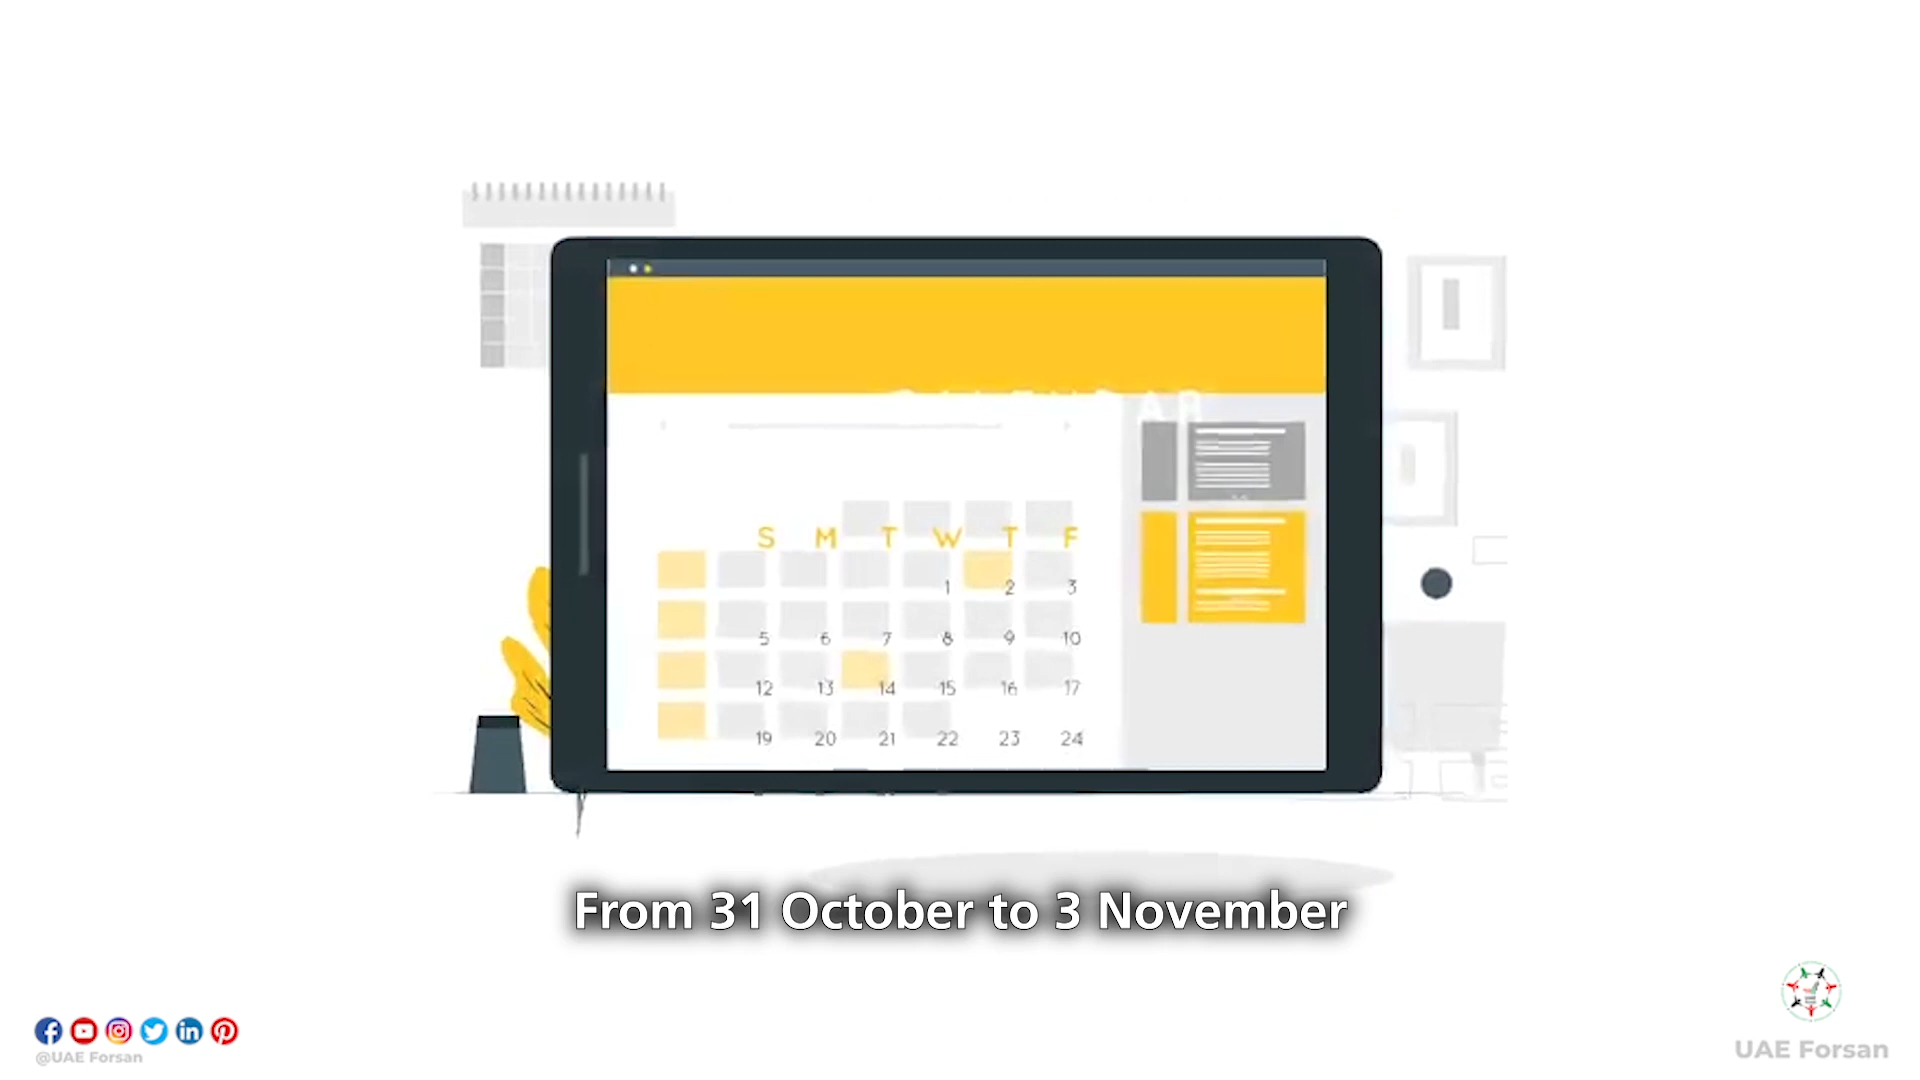 S M T W T F
1 2 3
5 6 7 8 9 10
12 13 14 15 16 17
19 20 21 22 23 24
From 31 October to 3 November
@UAE Forsan
UAE Forsan